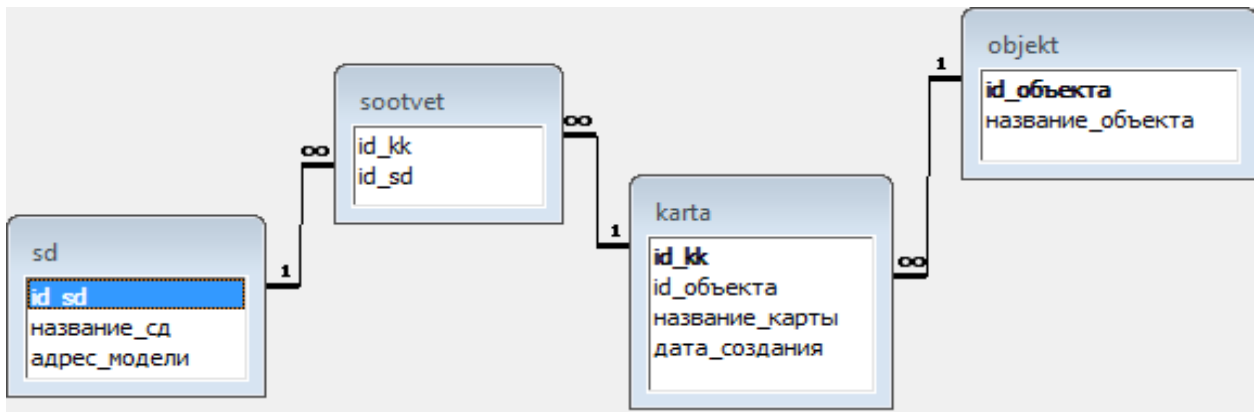 sd
id_sd
название_сд
адрес_модели
1
∞
sootvet
id_kk
id_sd
∞
1
karta
id_kk
id_объекта
название_карты
дата_создания
∞
1
objekt
id_объекта
название_объекта